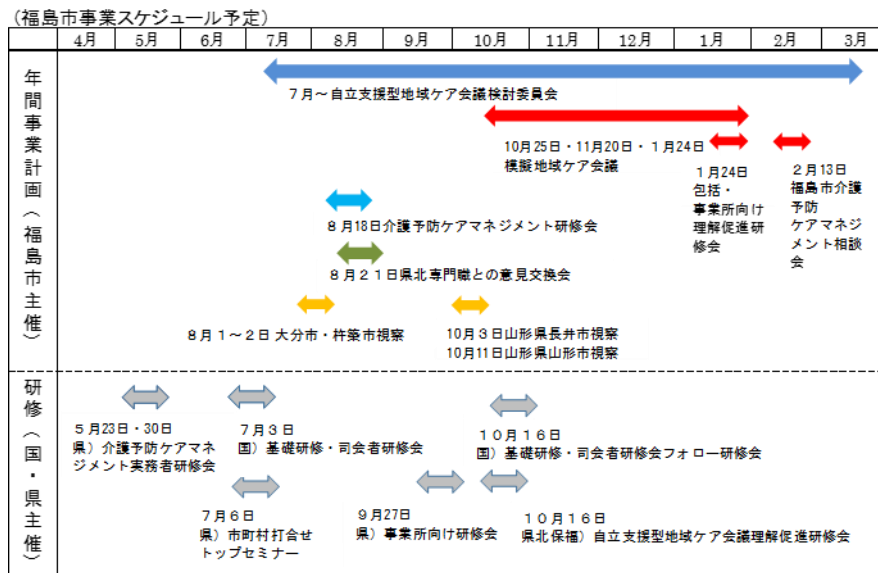 （福島市事業スケジュール予定）
4月 5月 6月 7月 8月 9月 10月 11月 12月 1月 2月 3月
年間事業計画（福島市主催）
７月～自立支援型地域ケア会議検討委員会
10月25日・11月20日・１月24日
模擬地域ケア会議
１月24日
包括・
事業所向け
理解促進研
修会
２月13日
福島市介護
予防
ケアマネ
ジメント相談
会
８月18日介護予防ケアマネジメント研修会
８月２１日県北専門職との意見交換会
８月１～２日 大分市・杵築市視察
10月３日山形県長井市視察
10月11日山形県山形市視察
研修（国・県主催）
５月23日・30日
県）介護予防ケアマネ
ジメント実務者研修会
７月３日
国）基礎研修・司会者研修会
１０月１６日
国）基礎研修・司会者研修会フォロー研修会
７月６日
県）市町村打合せ
トップセミナー
９月27日
県）事業所向け研修会
１０月１６日
県北保福）自立支援型地域ケア会議理解促進研修会